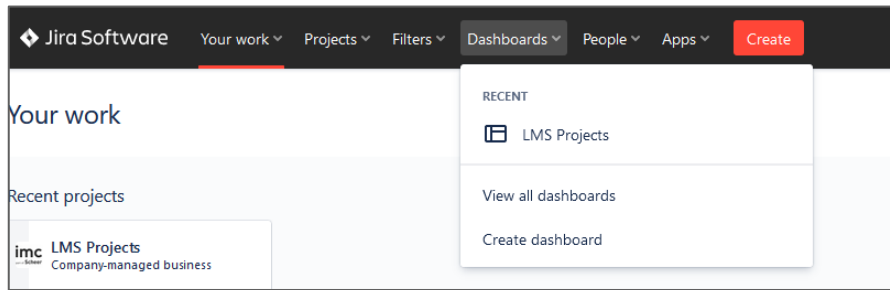 Jira Software Your work Projects Filters Dashboards People Apps Create
Your work
RECENT
LMS Projects
View all dashboards
Create dashboard
Recent projects
imc
LMS Projects
Company-managed business